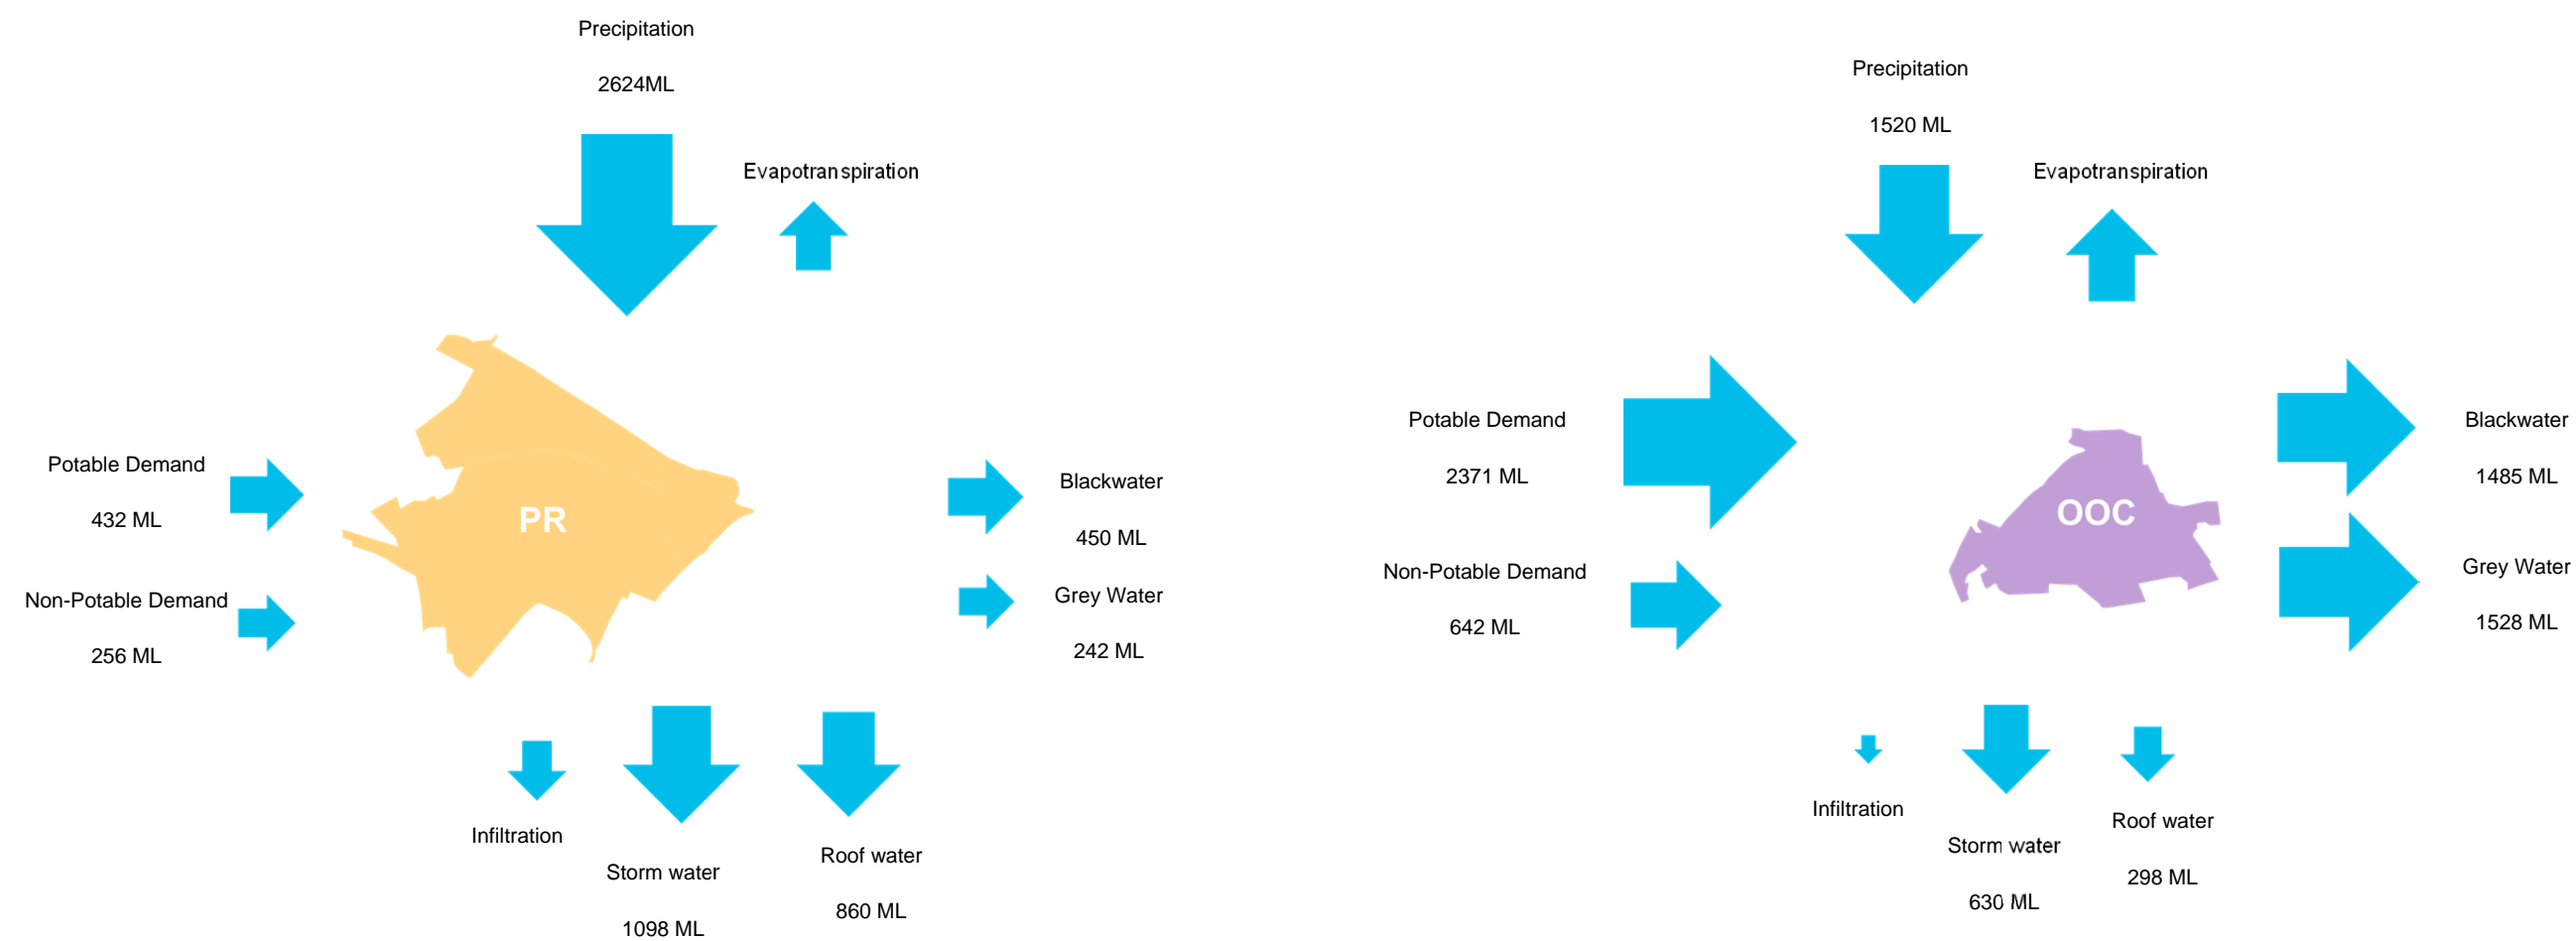 Precipitation
2624ML
Evapotranspiration
PR
Potable Demand
432 ML
Non-Potable Demand
256 ML
Blackwater
450 ML
Grey Water
242 ML
Infiltration
Storm water
1098 ML
Roof water
860 ML
Precipitation
1520 ML
Evapotranspiration
OOC
Potable Demand
2371 ML
Non-Potable Demand
642 ML
Blackwater
1485 ML
Grey Water
1528 ML
Infiltration
Storm water
630 ML
Roof water
298 ML